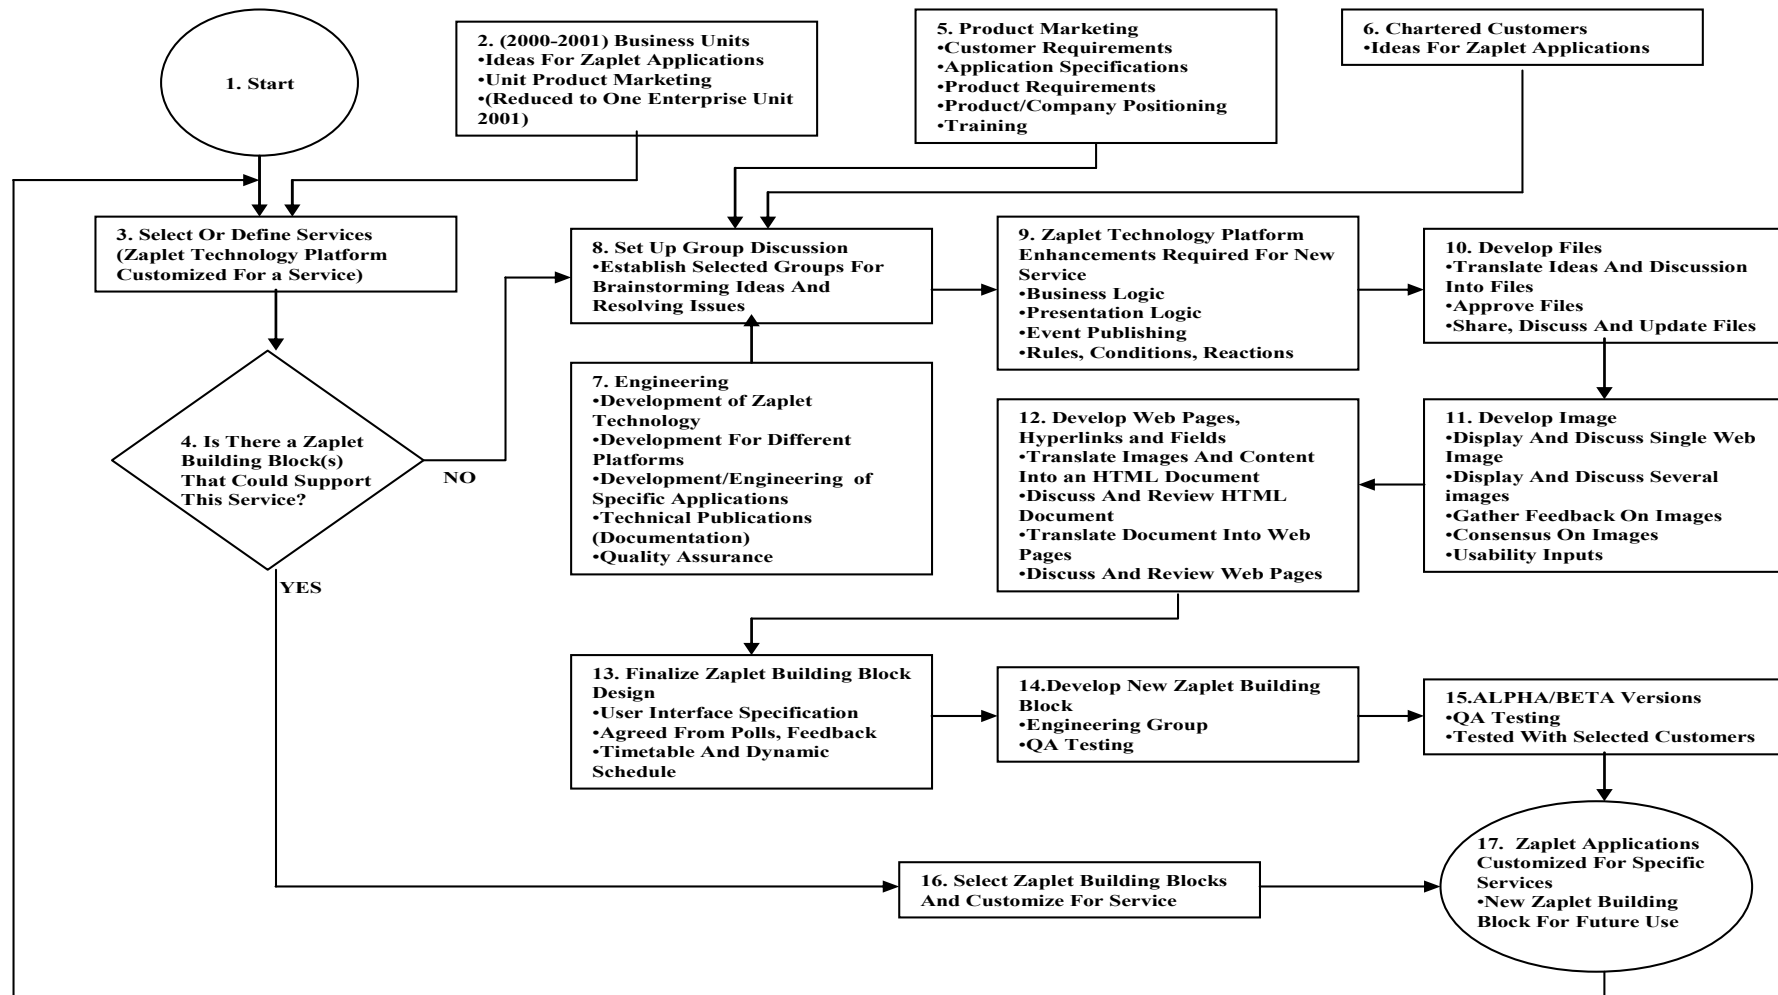 1. Start
2. (2000-2001) Business Units
•Ideas For Zaplet Applications
•Unit Product Marketing
•(Reduced to One Enterprise Unit
2001)
5. Product Marketing
•Customer Requirements
•Application Specifications
•Product Requirements
•Product/Company Positioning
•Training
6. Chartered Customers
•Ideas For Zaplet Applications
3. Select Or Define Services
(Zaplet Technology Platform
Customized For a Service)
8. Set Up Group Discussion
•Establish Selected Groups For
Brainstorming Ideas And
Resolving Issues
9. Zaplet Technology Platform
Enhancements Required For New
Service
•Business Logic
•Presentation Logic
•Event Publishing
•Rules, Conditions, Reactions
10. Develop Files
•Translate Ideas And Discussion
Into Files
•Approve Files
•Share, Discuss And Update Files
4. Is There a Zaplet
Building Block(s)
That Could Support
This Service?
NO
YES
7. Engineering
•Development of Zaplet
Technology
•Development For Different
Platforms
•Development/Engineering of
Specific Applications
•Technical Publications
(Documentation)
•Quality Assurance
12. Develop Web Pages,
Hyperlinks and Fields
•Translate Images And Content
Into an HTML Document
•Discuss And Review HTML
Document
•Translate Document Into Web
Pages
•Discuss And Review Web Pages
11. Develop Image
•Display And Discuss Single Web
Image
•Display And Discuss Several
images
•Gather Feedback On Images
•Consensus On Images
•Usability Inputs
13. Finalize Zaplet Building Block
Design
•User Interface Specification
•Agreed From Polls, Feedback
•Timetable And Dynamic
Schedule
14.Develop New Zaplet Building
Block
•Engineering Group
•QA Testing
15.ALPHA/BETA Versions
•QA Testing
•Tested With Selected Customers
16. Select Zaplet Building Blocks
And Customize For Service
17. Zaplet Applications
Customized For Specific
Services
•New Zaplet Building
Block For Future Use